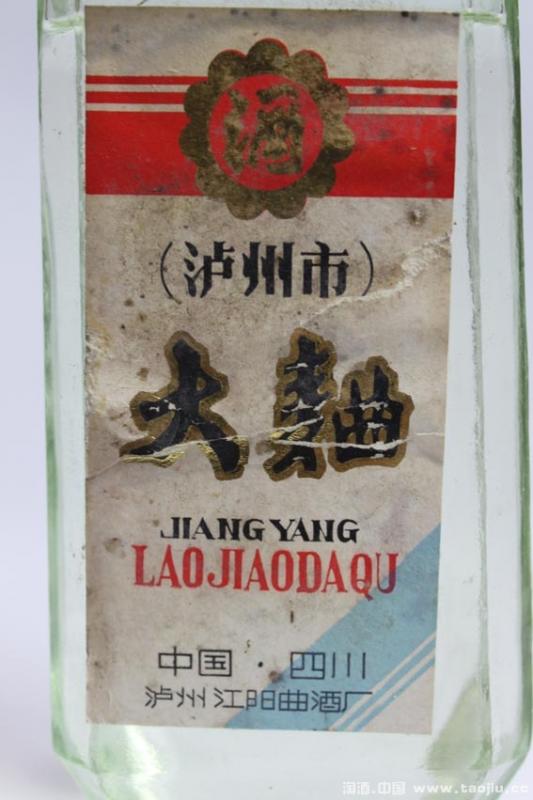 酒
(泸州市)
大麯
JIANG YANG
LAOJIAODAQU
中国·四川
泸州江阳曲酒厂
淘酒.中国 www.taojiu.cc